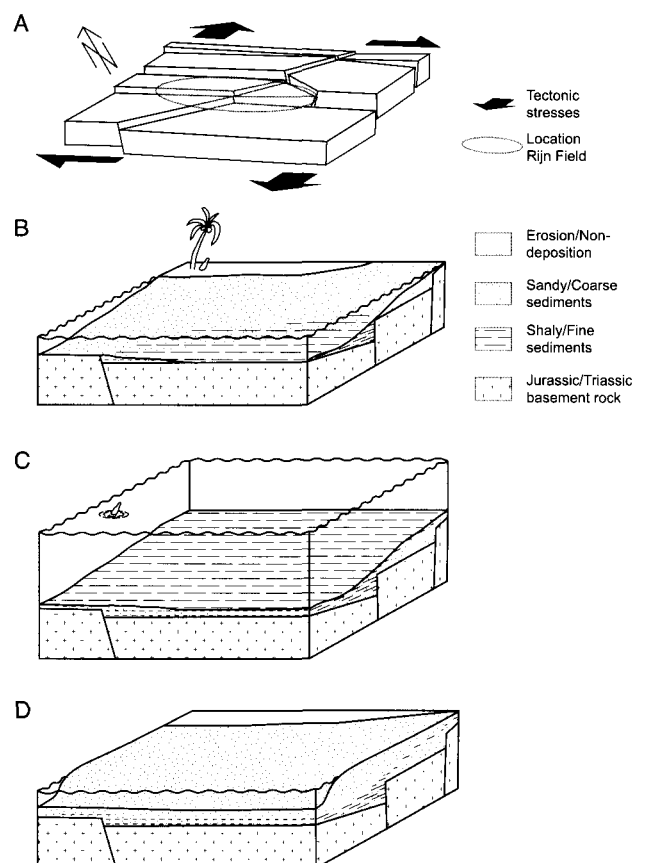 A
N
Tectonic
stresses
Location
Rijn Field
B
Erosion/Non-
deposition
Sandy/Coarse
sediments
Shaly/Fine
sediments
Jurassic/Triassic
basement rock
C
D